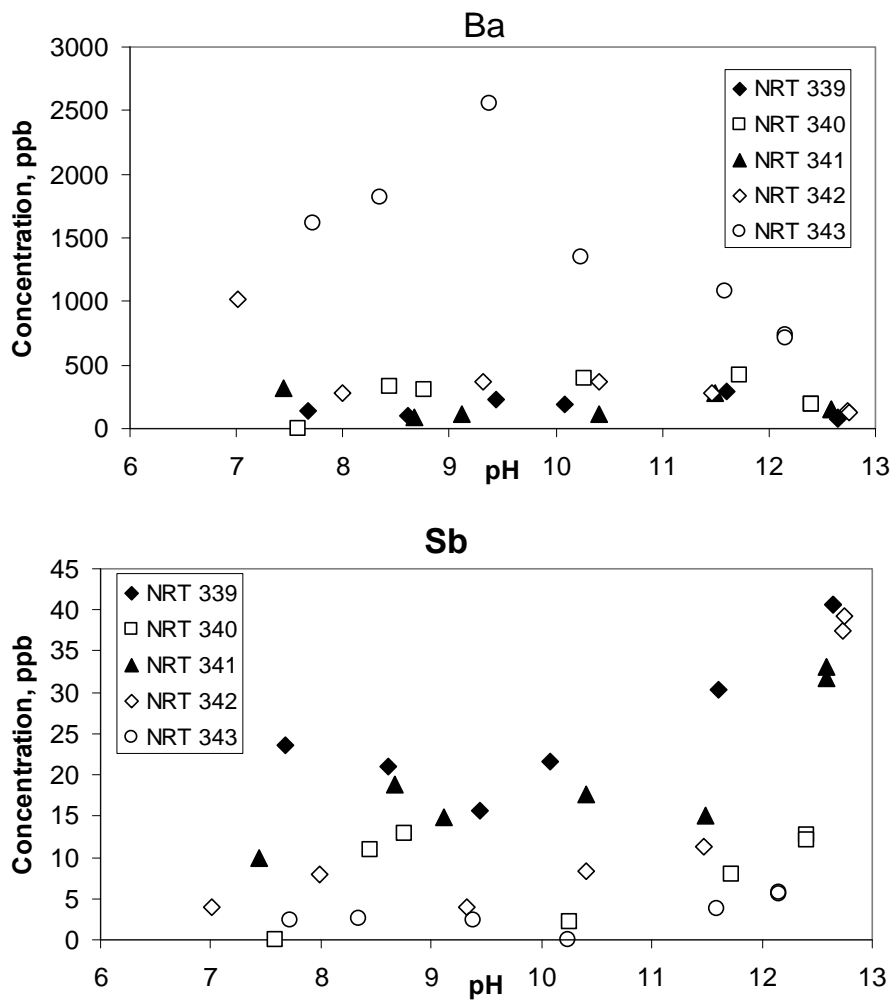 Ba
3000
2500
2000
1500
1000
500
0
Concentration, ppb
6 7 8 9 10 11 12 13
pH
NRT 339
NRT 340
NRT 341
NRT 342
NRT 343
Sb
45
40
35
30
25
20
15
10
5
0
Concentration, ppb
6 7 8 9 10 11 12 13
pH
NRT 339
NRT 340
NRT 341
NRT 342
NRT 343